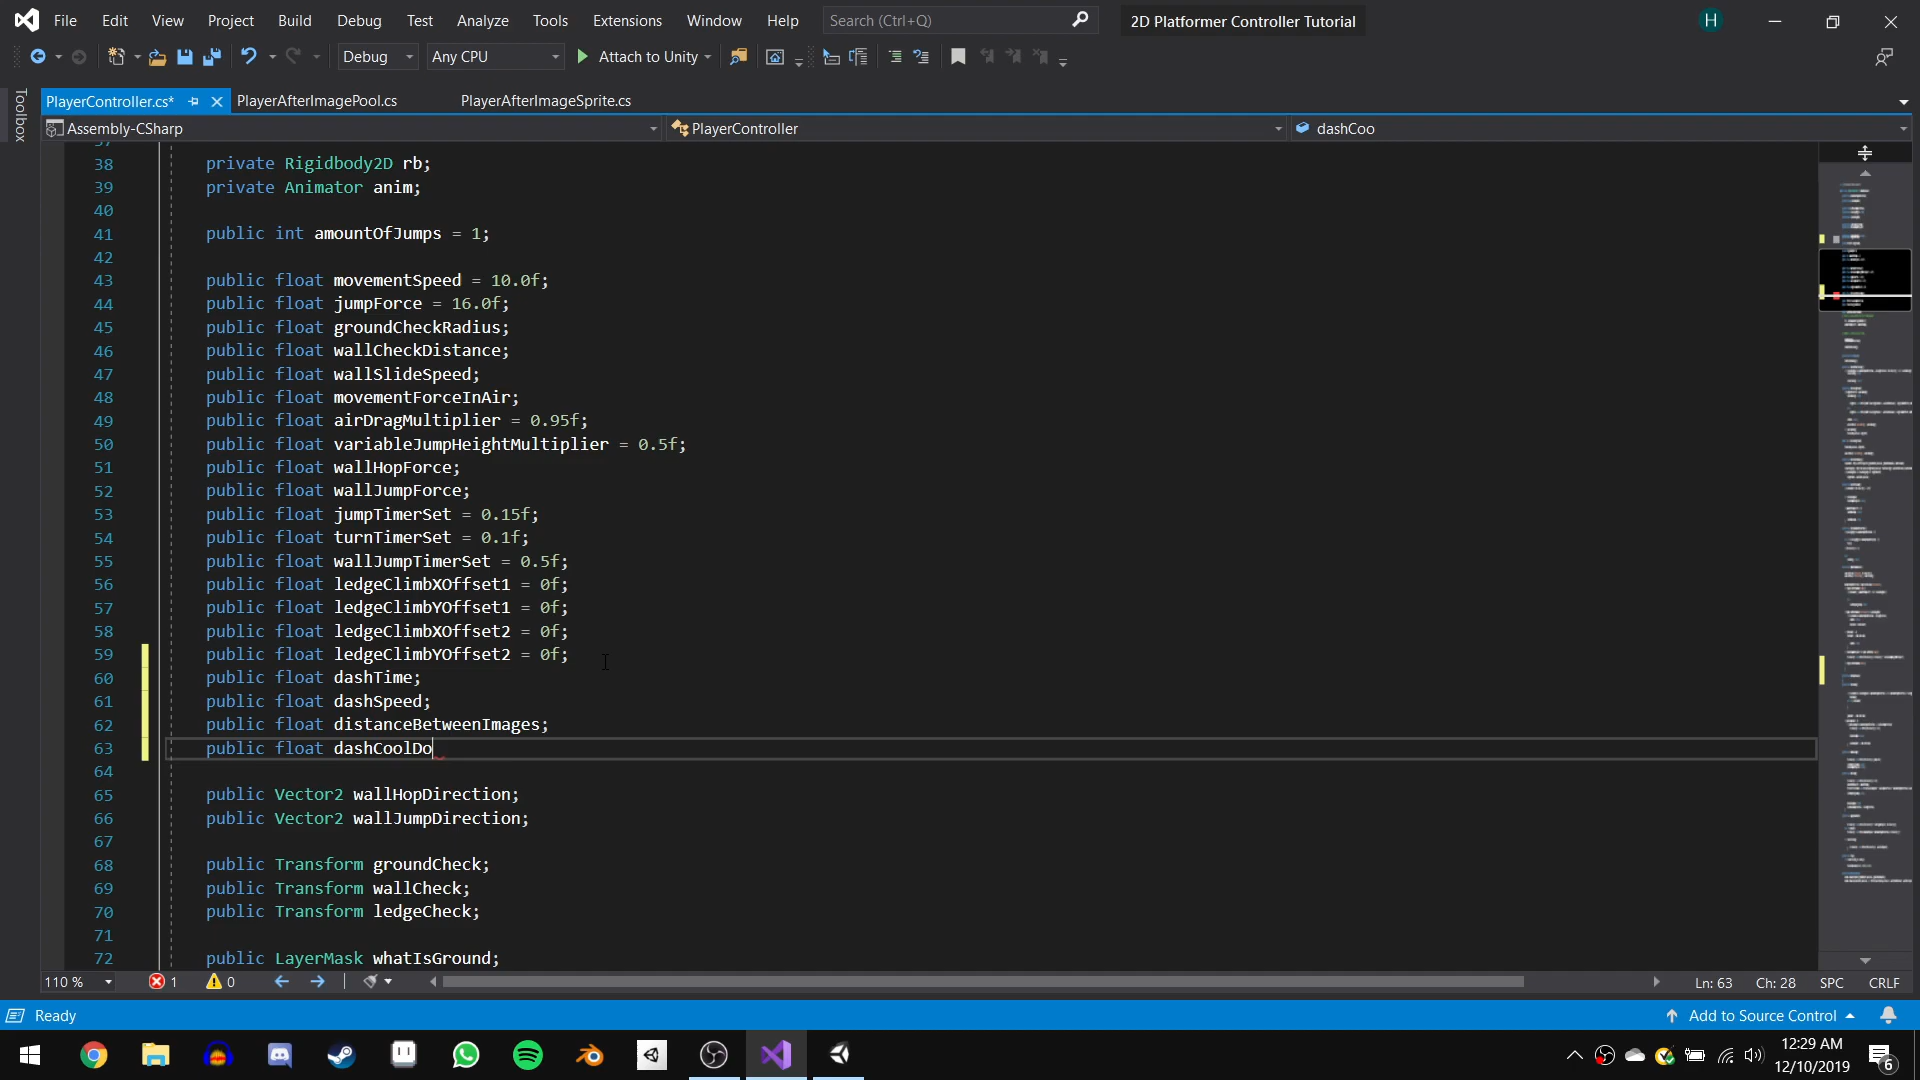 File Edit View Project Build Debug Test Analyze Tools Extensions Window Help Search (Ctrl+Q) 2D Platformer Controller Tutorial H
Debug Any CPU Attach to Unity
Toolbox
PlayerController.cs* PlayerAfterImagePool.cs PlayerAfterImageSprite.cs
Assembly-CSharp PlayerController dashCoo
38 private Rigidbody2D rb;
39 private Animator anim;
40
41 public int amountOfJumps = 1;
42
43 public float movementSpeed = 10.0f;
44 public float jumpForce = 16.0f;
45 public float groundCheckRadius;
46 public float wallCheckDistance;
47 public float wallSlideSpeed;
48 public float movementForceInAir;
49 public float airDragMultiplier = 0.95f;
50 public float variableJumpHeightMultiplier = 0.5f;
51 public float wallHopForce;
52 public float wallJumpForce;
53 public float jumpTimerSet = 0.15f;
54 public float turnTimerSet = 0.1f;
55 public float wallJumpTimerSet = 0.5f;
56 public float ledgeClimbXOffset1 = 0f;
57 public float ledgeClimbYOffset1 = 0f;
58 public float ledgeClimbXOffset2 = 0f;
59 public float ledgeClimbYOffset2 = 0f;
60 public float dashTime;
61 public float dashSpeed;
62 public float distanceBetweenImages;
63 public float dashCoolDo
64
65 public Vector2 wallHopDirection;
66 public Vector2 wallJumpDirection;
67
68 public Transform groundCheck;
69 public Transform wallCheck;
70 public Transform ledgeCheck;
71
72 public LayerMask whatIsGround;
110 % 1 0 Ln: 63 Ch: 28 SPC CRLF
Ready Add to Source Control
12:29 AM
12/10/2019
6